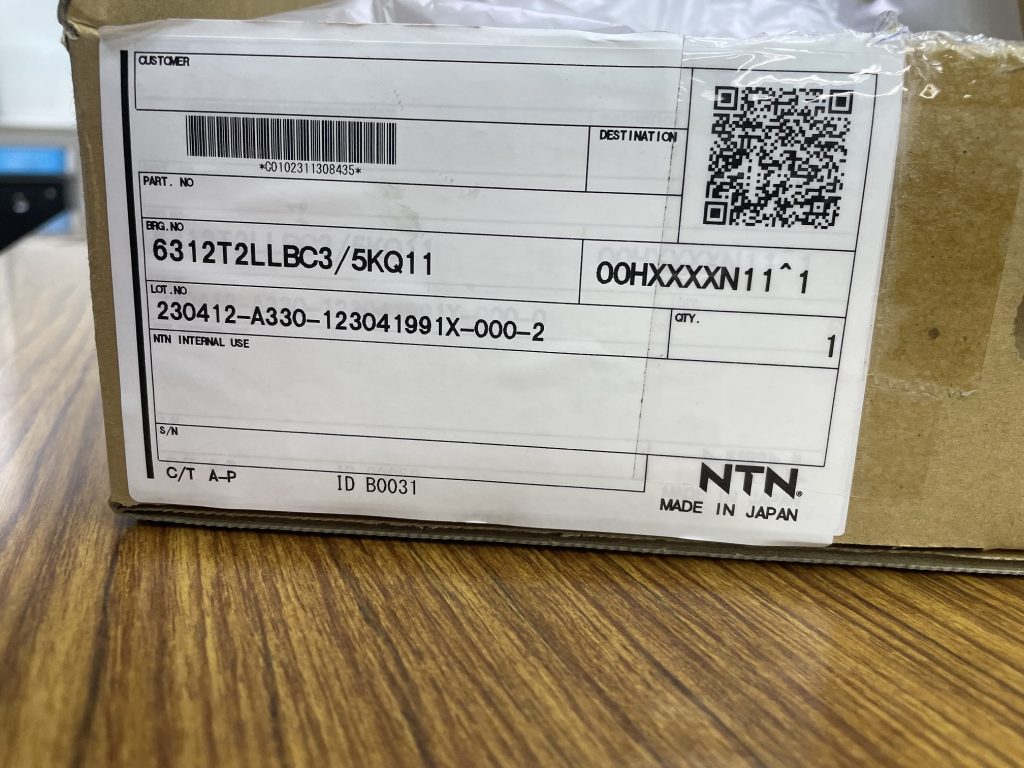 CUSTOMER
*C0102311308435*
DESTINATION
PART. NO
BRG.NO
6312T2LLBC3/5KQ11
00HXXXXN11^1
LOT.NO
230412-A330-123041991X-000-2
QTY.
1
NTN INTERNAL USE
S/N
C/T A-P
ID B0031
NTN®
MADE IN JAPAN